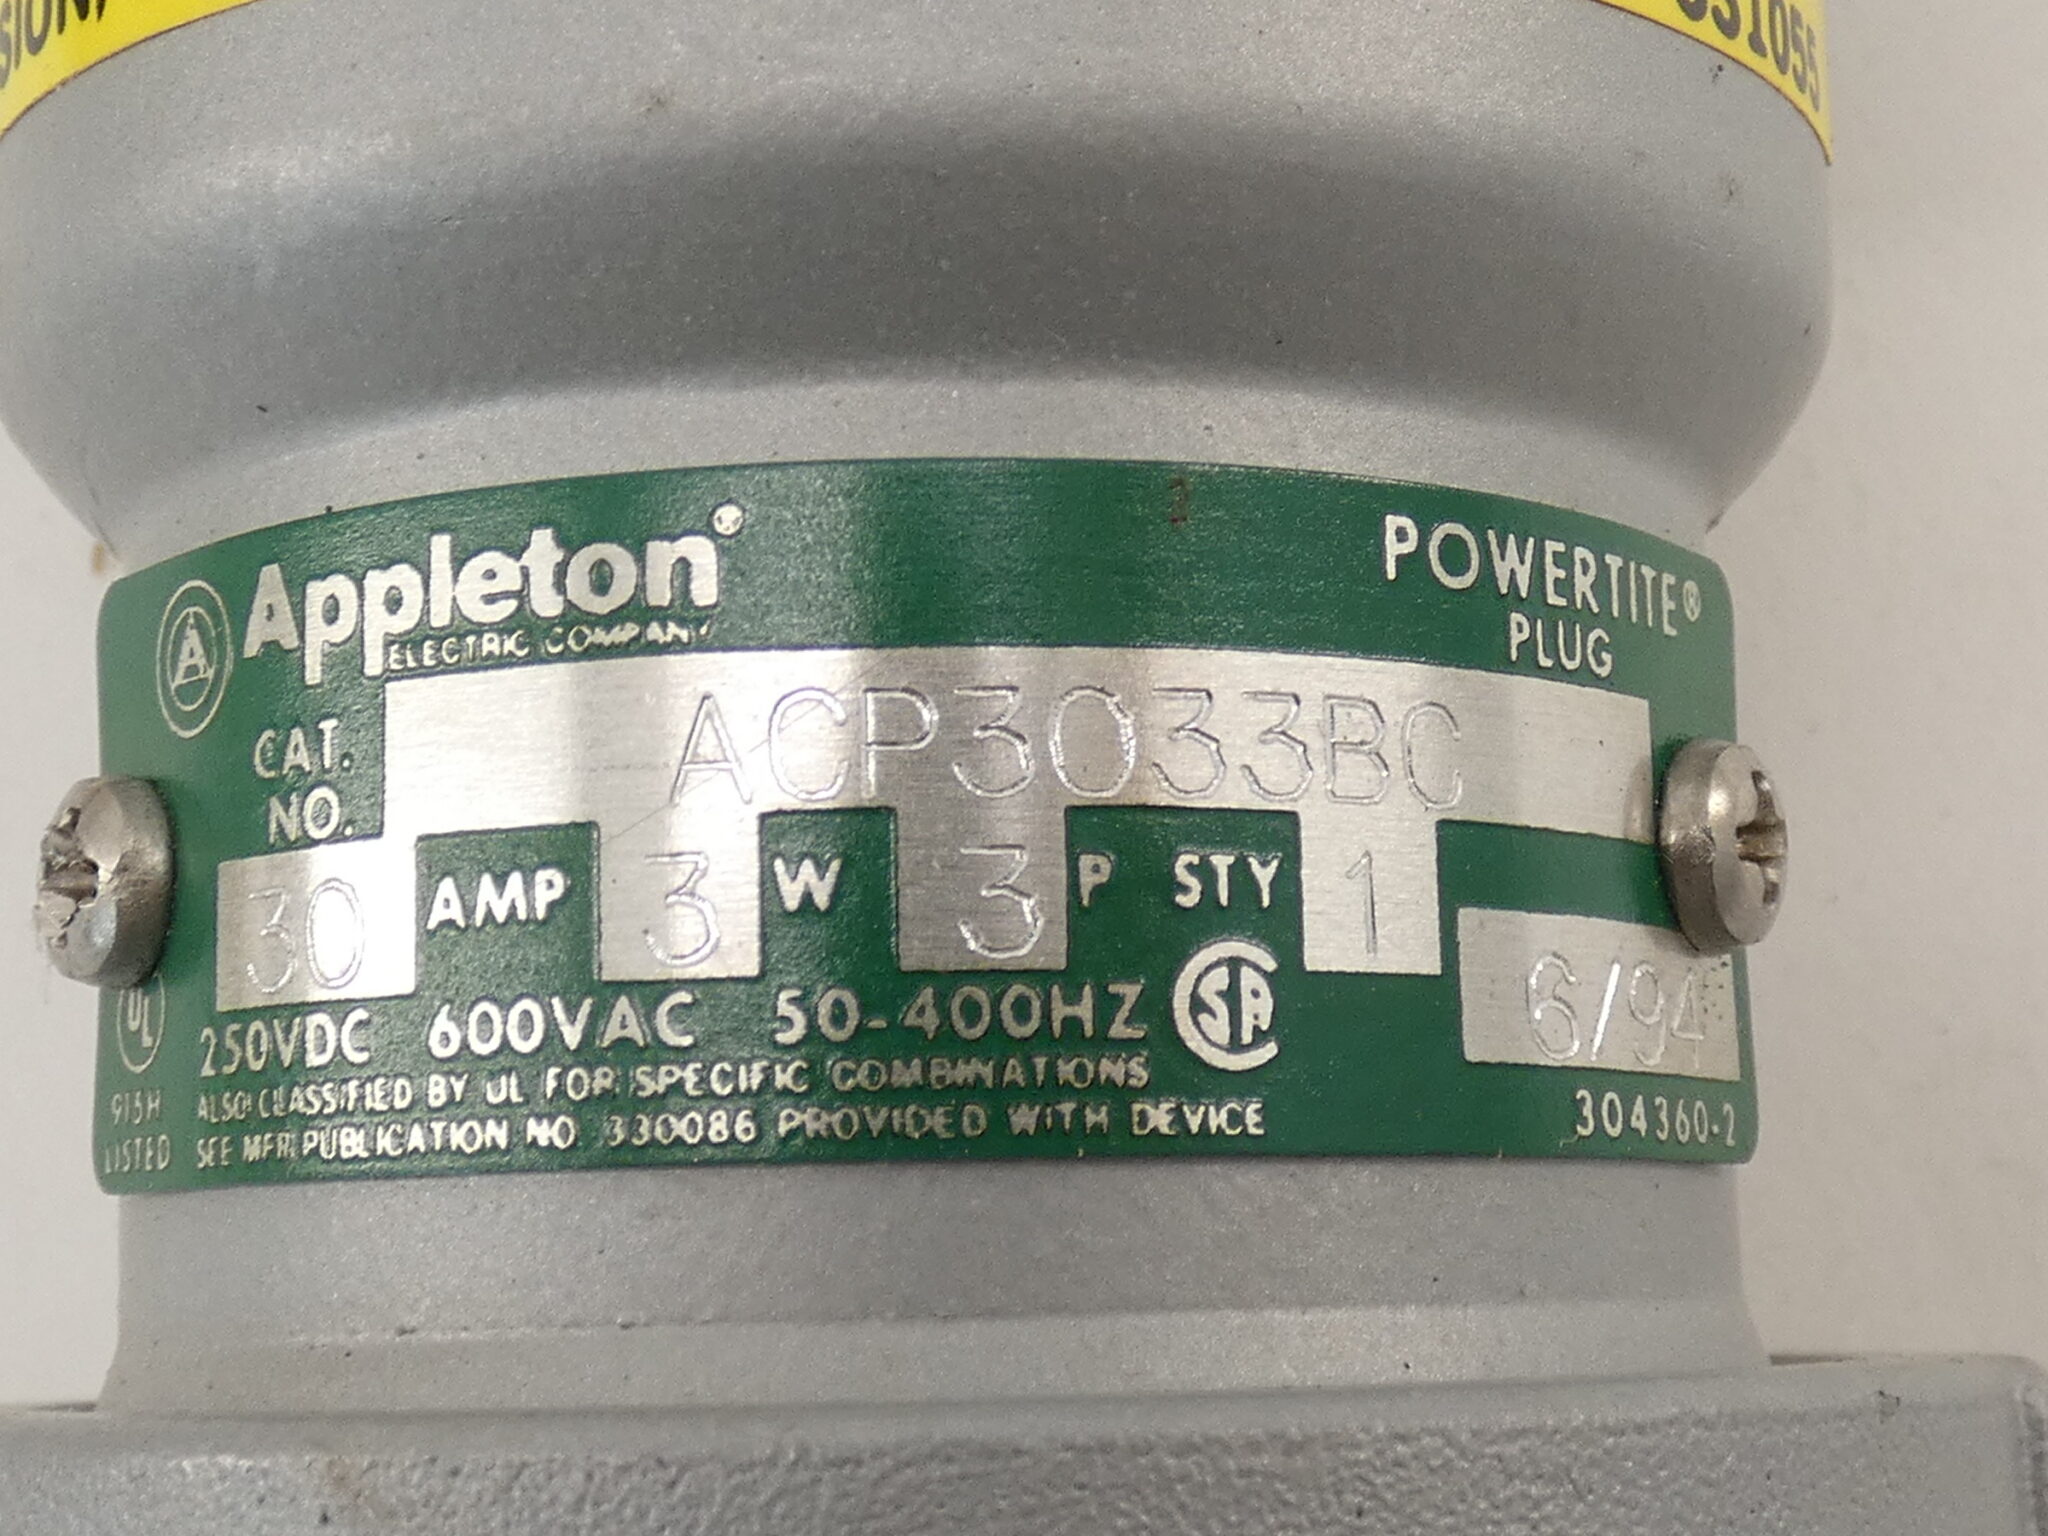 31055
Appleton
ELECTRIC COMPANY
POWERTITE®
PLUG
CAT.
NO.
ACP3033BC
30 AMP 3 W 3 P STY 1
6/94
UL
915H
LISTED
250VDC 600VAC 50-400HZ
ALSO CLASSIFIED BY UL FOR SPECIFIC COMBINATIONS
SEE MFR. PUBLICATION NO 330086 PROVIDED WITH DEVICE
304360-2